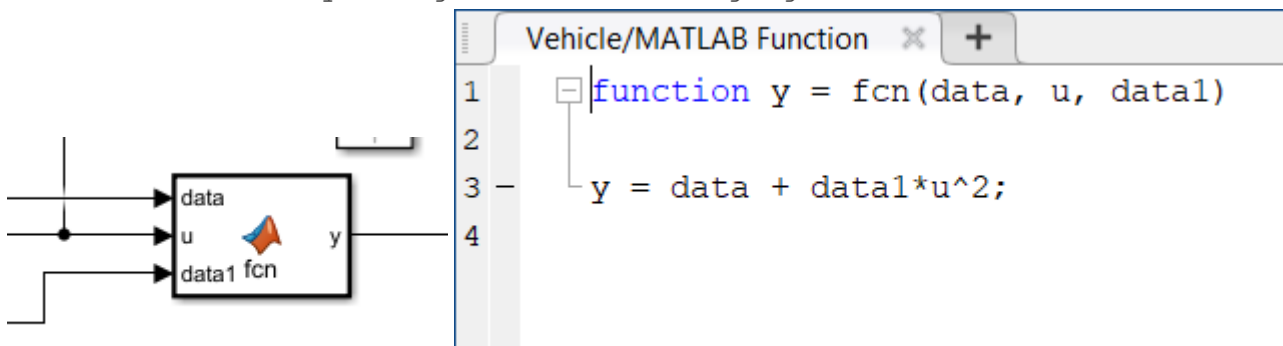 Vehicle/MATLAB Function
1 function y = fcn(data, u, data1)
2
3 – y = data + data1*u^2;
4
data
u
y
data1
fcn